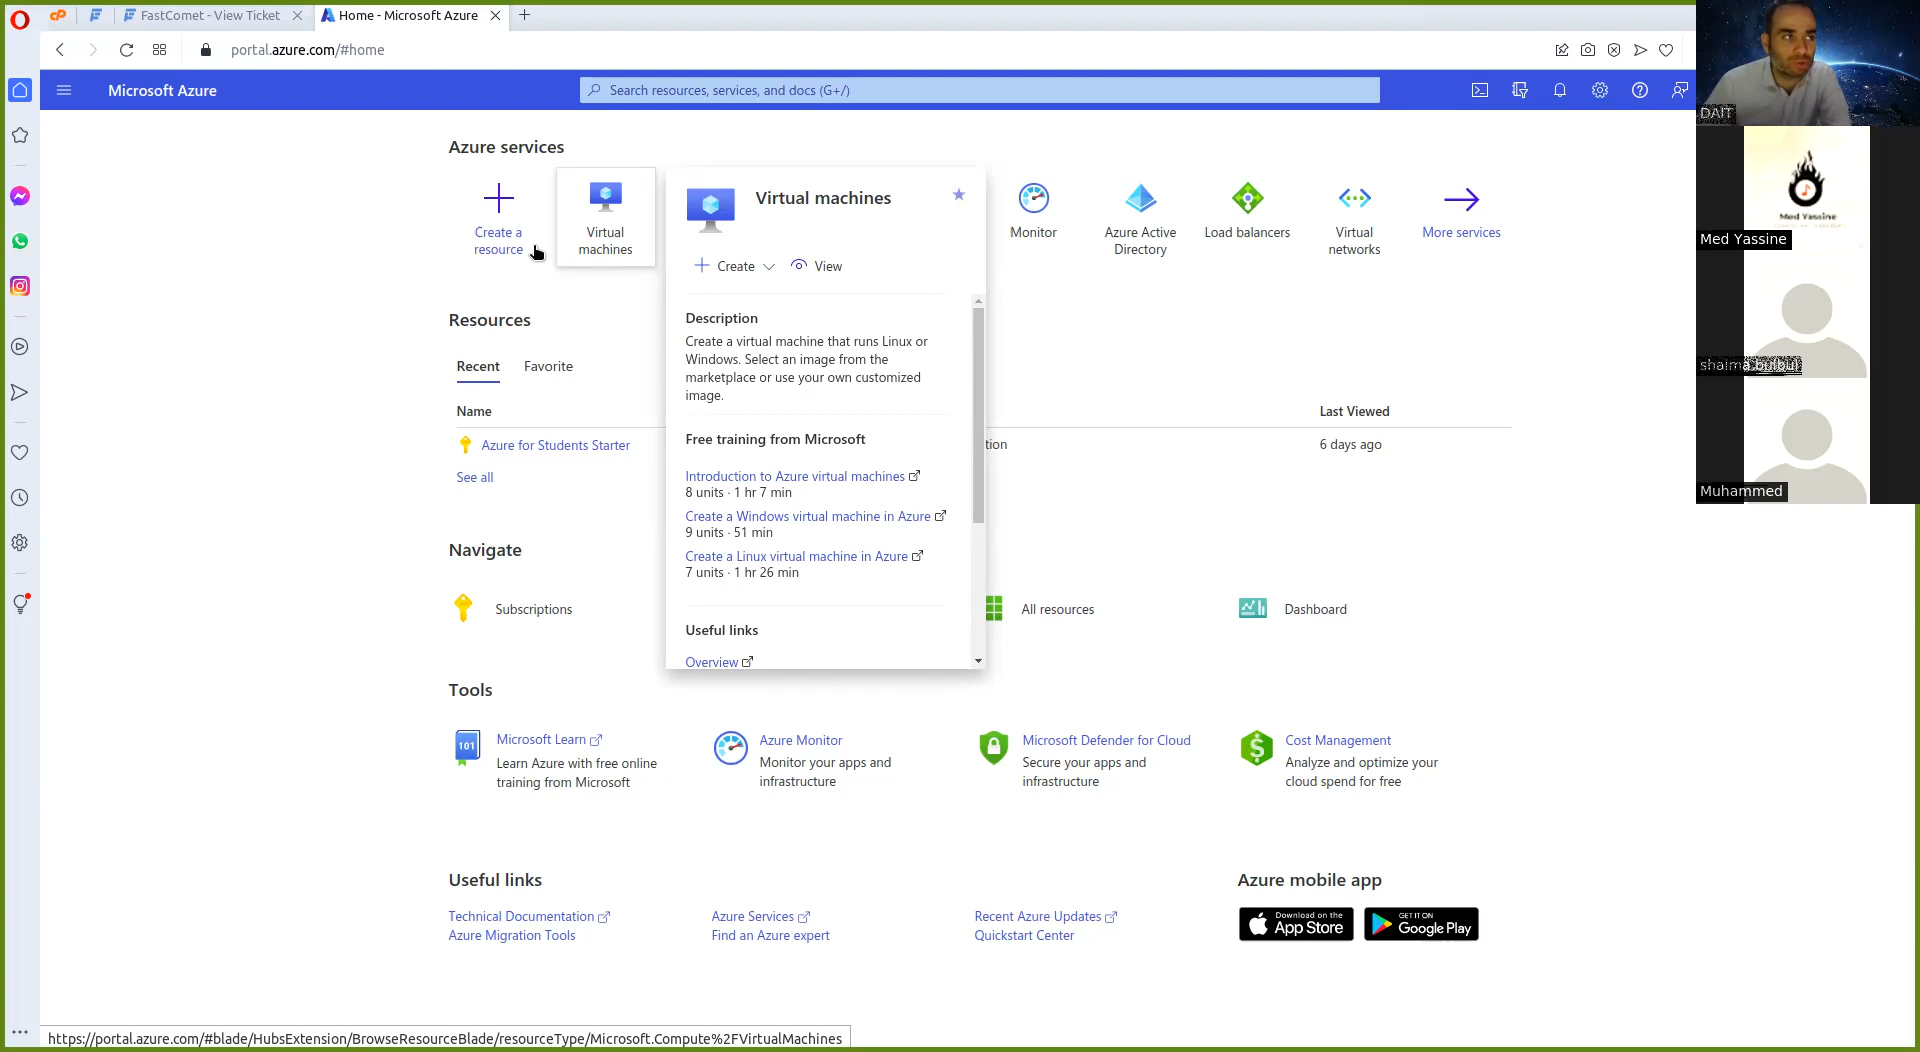 FastComet - View Ticket
Home - Microsoft Azure
portal.azure.com/#home
Microsoft Azure
Search resources, services, and docs (G+/)
DAIT
Med Yassine
Med Yassine
Muhammed
Azure services
Create a
resource
Virtual
machines
Monitor
Azure Active
Directory
Load balancers
Virtual
networks
More services
Virtual machines
Create
View
Description
Create a virtual machine that runs Linux or
Windows. Select an image from the
marketplace or use your own customized
image.
Free training from Microsoft
Introduction to Azure virtual machines
8 units · 1 hr 7 min
Create a Windows virtual machine in Azure
9 units · 51 min
Create a Linux virtual machine in Azure
7 units · 1 hr 26 min
Useful links
Overview
Resources
Recent
Favorite
Name
Last Viewed
Azure for Students Starter
tion
6 days ago
See all
Navigate
Subscriptions
All resources
Dashboard
Tools
101
Microsoft Learn
Learn Azure with free online
training from Microsoft
Azure Monitor
Monitor your apps and
infrastructure
Microsoft Defender for Cloud
Secure your apps and
infrastructure
Cost Management
Analyze and optimize your
cloud spend for free
Useful links
Technical Documentation
Azure Migration Tools
Azure Services
Find an Azure expert
Recent Azure Updates
Quickstart Center
Azure mobile app
Download on the
App Store
GET IT ON
Google Play
https://portal.azure.com/#blade/HubsExtension/BrowseResourceBlade/resourceType/Microsoft.Compute%2FVirtualMachines